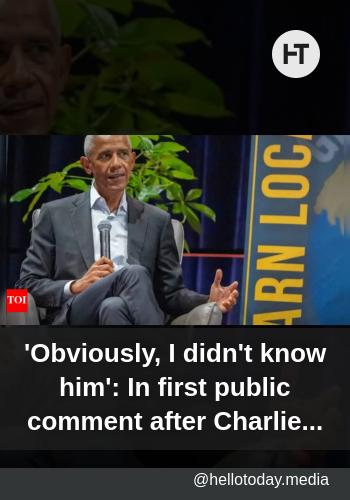 HT
ARN LOC
TOI
'Obviously, I didn't know
him': In first public
comment after Charlie...
@hellotoday.media